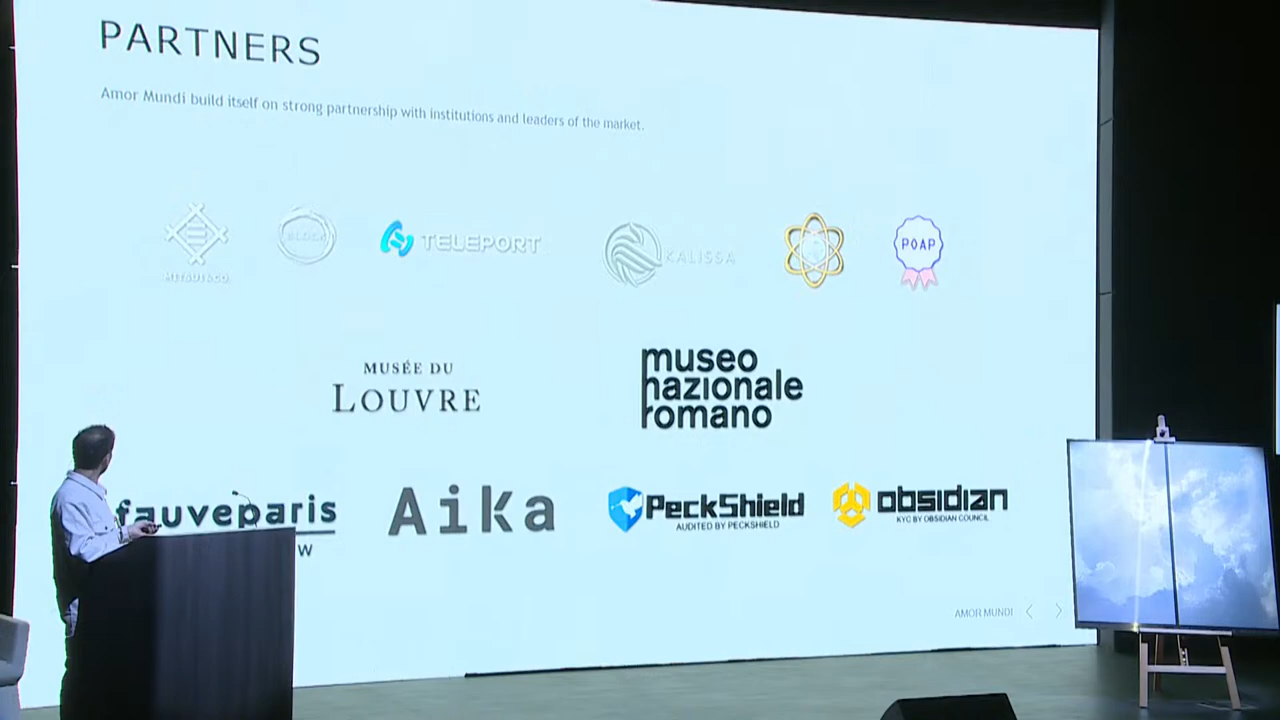 PARTNERS
Amor Mundi build itself on strong partnership with institutions and leaders of the market.
TELEPORT
KALISSA
POAP
MUSÉE DU
LOUVRE
museo
nazionale
romano
fauveparis
W
Aika
PeckShield
AUDITED BY PECKSHIELD
obsidian
KYC BY OBSIDIAN COUNCIL
AMOR MUNDI